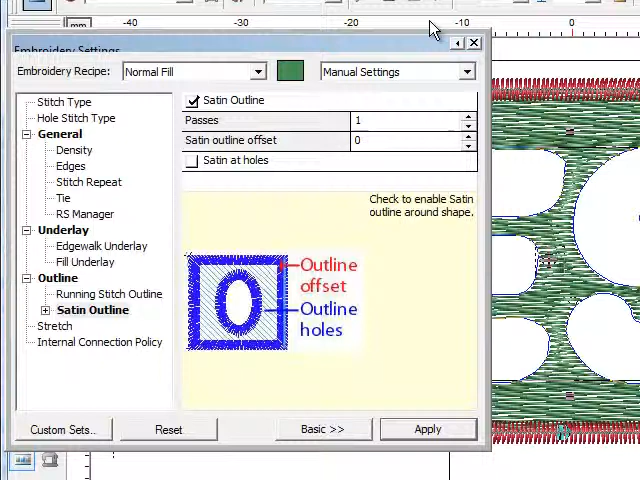 mm
-40
-30
-20
-10
0
Embroidery Settings
Embroidery Recipe:
Normal Fill
Manual Settings
Stitch Type
Hole Stitch Type
General
Density
Edges
Stitch Repeat
Tie
RS Manager
Underlay
Edgewalk Underlay
Fill Underlay
Outline
Running Stitch Outline
Satin Outline
Stretch
Internal Connection Policy
Satin Outline
Passes
1
Satin outline offset
0
Satin at holes
Check to enable Satin
outline around shape.
Outline
offset
Outline
holes
Custom Sets..
Reset
Basic >>
Apply